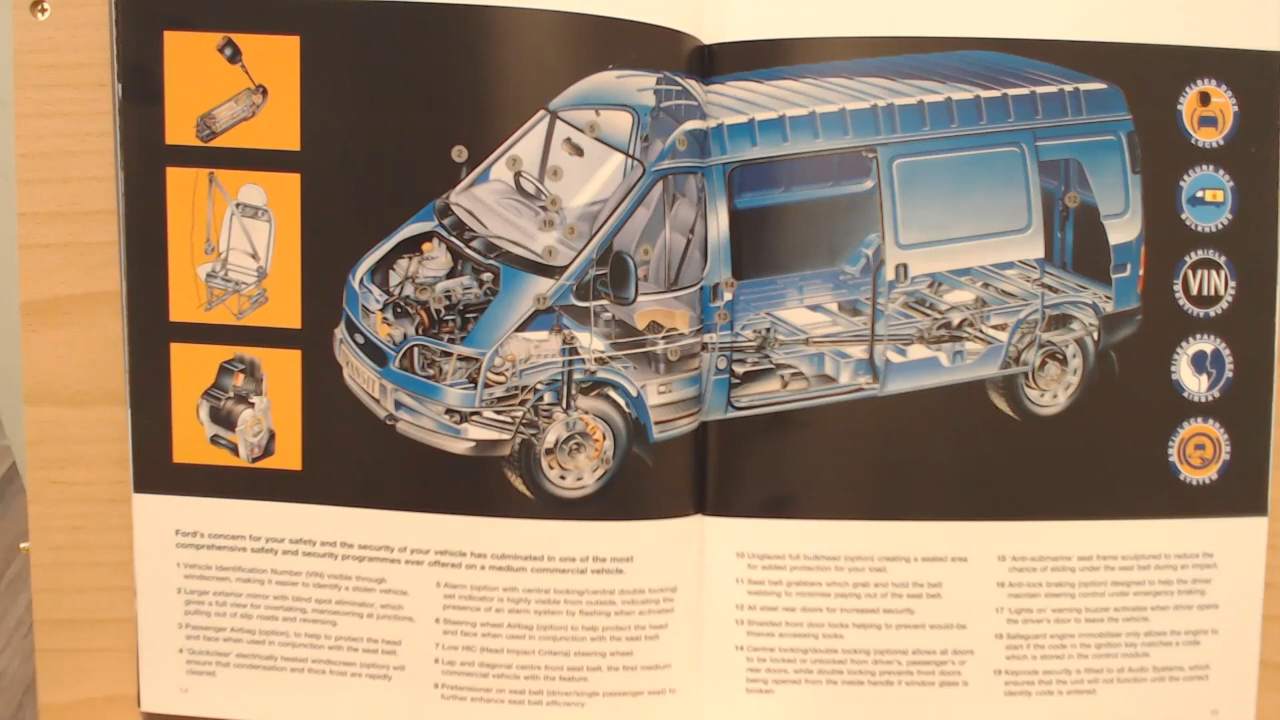 SHIELDED DOOR LOCKS
SECURE BOX BULKHEADS
VEHICLE IDENTITY NUMBER
VIN
DRIVER & PASSENGER AIRBAG
ANTI-LOCK BRAKING SYSTEM
TRANSIT
Ford's concern for your safety and the security of your vehicle has culminated in one of the most
comprehensive safety and security programmes ever offered on a medium commercial vehicle.
1 Vehicle Identification Number (VIN) visible through
windscreen, making it easier to identify a stolen vehicle.
2 Larger exterior mirror with blind spot eliminator, which
gives a full view for overtaking, manoeuvring at junctions,
pulling out of slip roads and reversing.
3 Passenger Airbag (option), to help to protect the head
and face when used in conjunction with the seat belt.
4 'Quickclear' electrically heated windscreen (option) will
ensure that condensation and thick frost are rapidly
cleared.
5 Alarm (option with central locking/central double locking)
set indicator is highly visible from outside, indicating the
presence of an alarm system by flashing when activated.
6 Steering wheel Airbag (option) to help protect the head
and face when used in conjunction with the seat belt.
7 Low HIC (Head Impact Criteria) steering wheel.
8 Lap and diagonal centre front seat belt, the first medium
commercial vehicle with the feature.
9 Pretensioner on seat belt (driver/single passenger seat) to
further enhance seat belt efficiency.
10 Unglazed full bulkhead (option) creating a sealed area
for added protection for your load.
11 Seat belt grabbers which grab and hold the belt
webbing to minimise paying out of the seat belt.
12 All steel rear doors for increased security.
13 Shielded front door locks helping to prevent would-be
thieves accessing locks.
14 Central locking/double locking (options) allows all doors
to be locked or unlocked from driver's, passenger's or
rear doors, while double locking prevents front doors
being opened from the inside handle if window glass is
broken.
15 'Anti-submarine' seat frame sculptured to reduce the
chance of sliding under the seat belt during an impact.
16 Anti-lock braking (option) designed to help the driver
maintain steering control under emergency braking.
17 'Lights on' warning buzzer activates when driver opens
the driver's door to leave the vehicle.
18 Safeguard engine immobiliser only allows the engine to
start if the code in the ignition key matches a code
which is stored in the control module.
19 Keycode security is fitted to all Audio Systems, which
ensures that the unit will not function until the correct
identity code is entered.
14